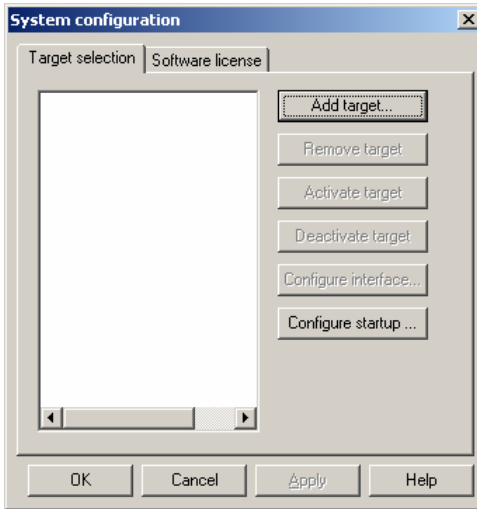 System configuration
Target selection
Software license
Add target...
Remove target
Activate target
Deactivate target
Configure interface...
Configure startup ...
OK
Cancel
Apply
Help